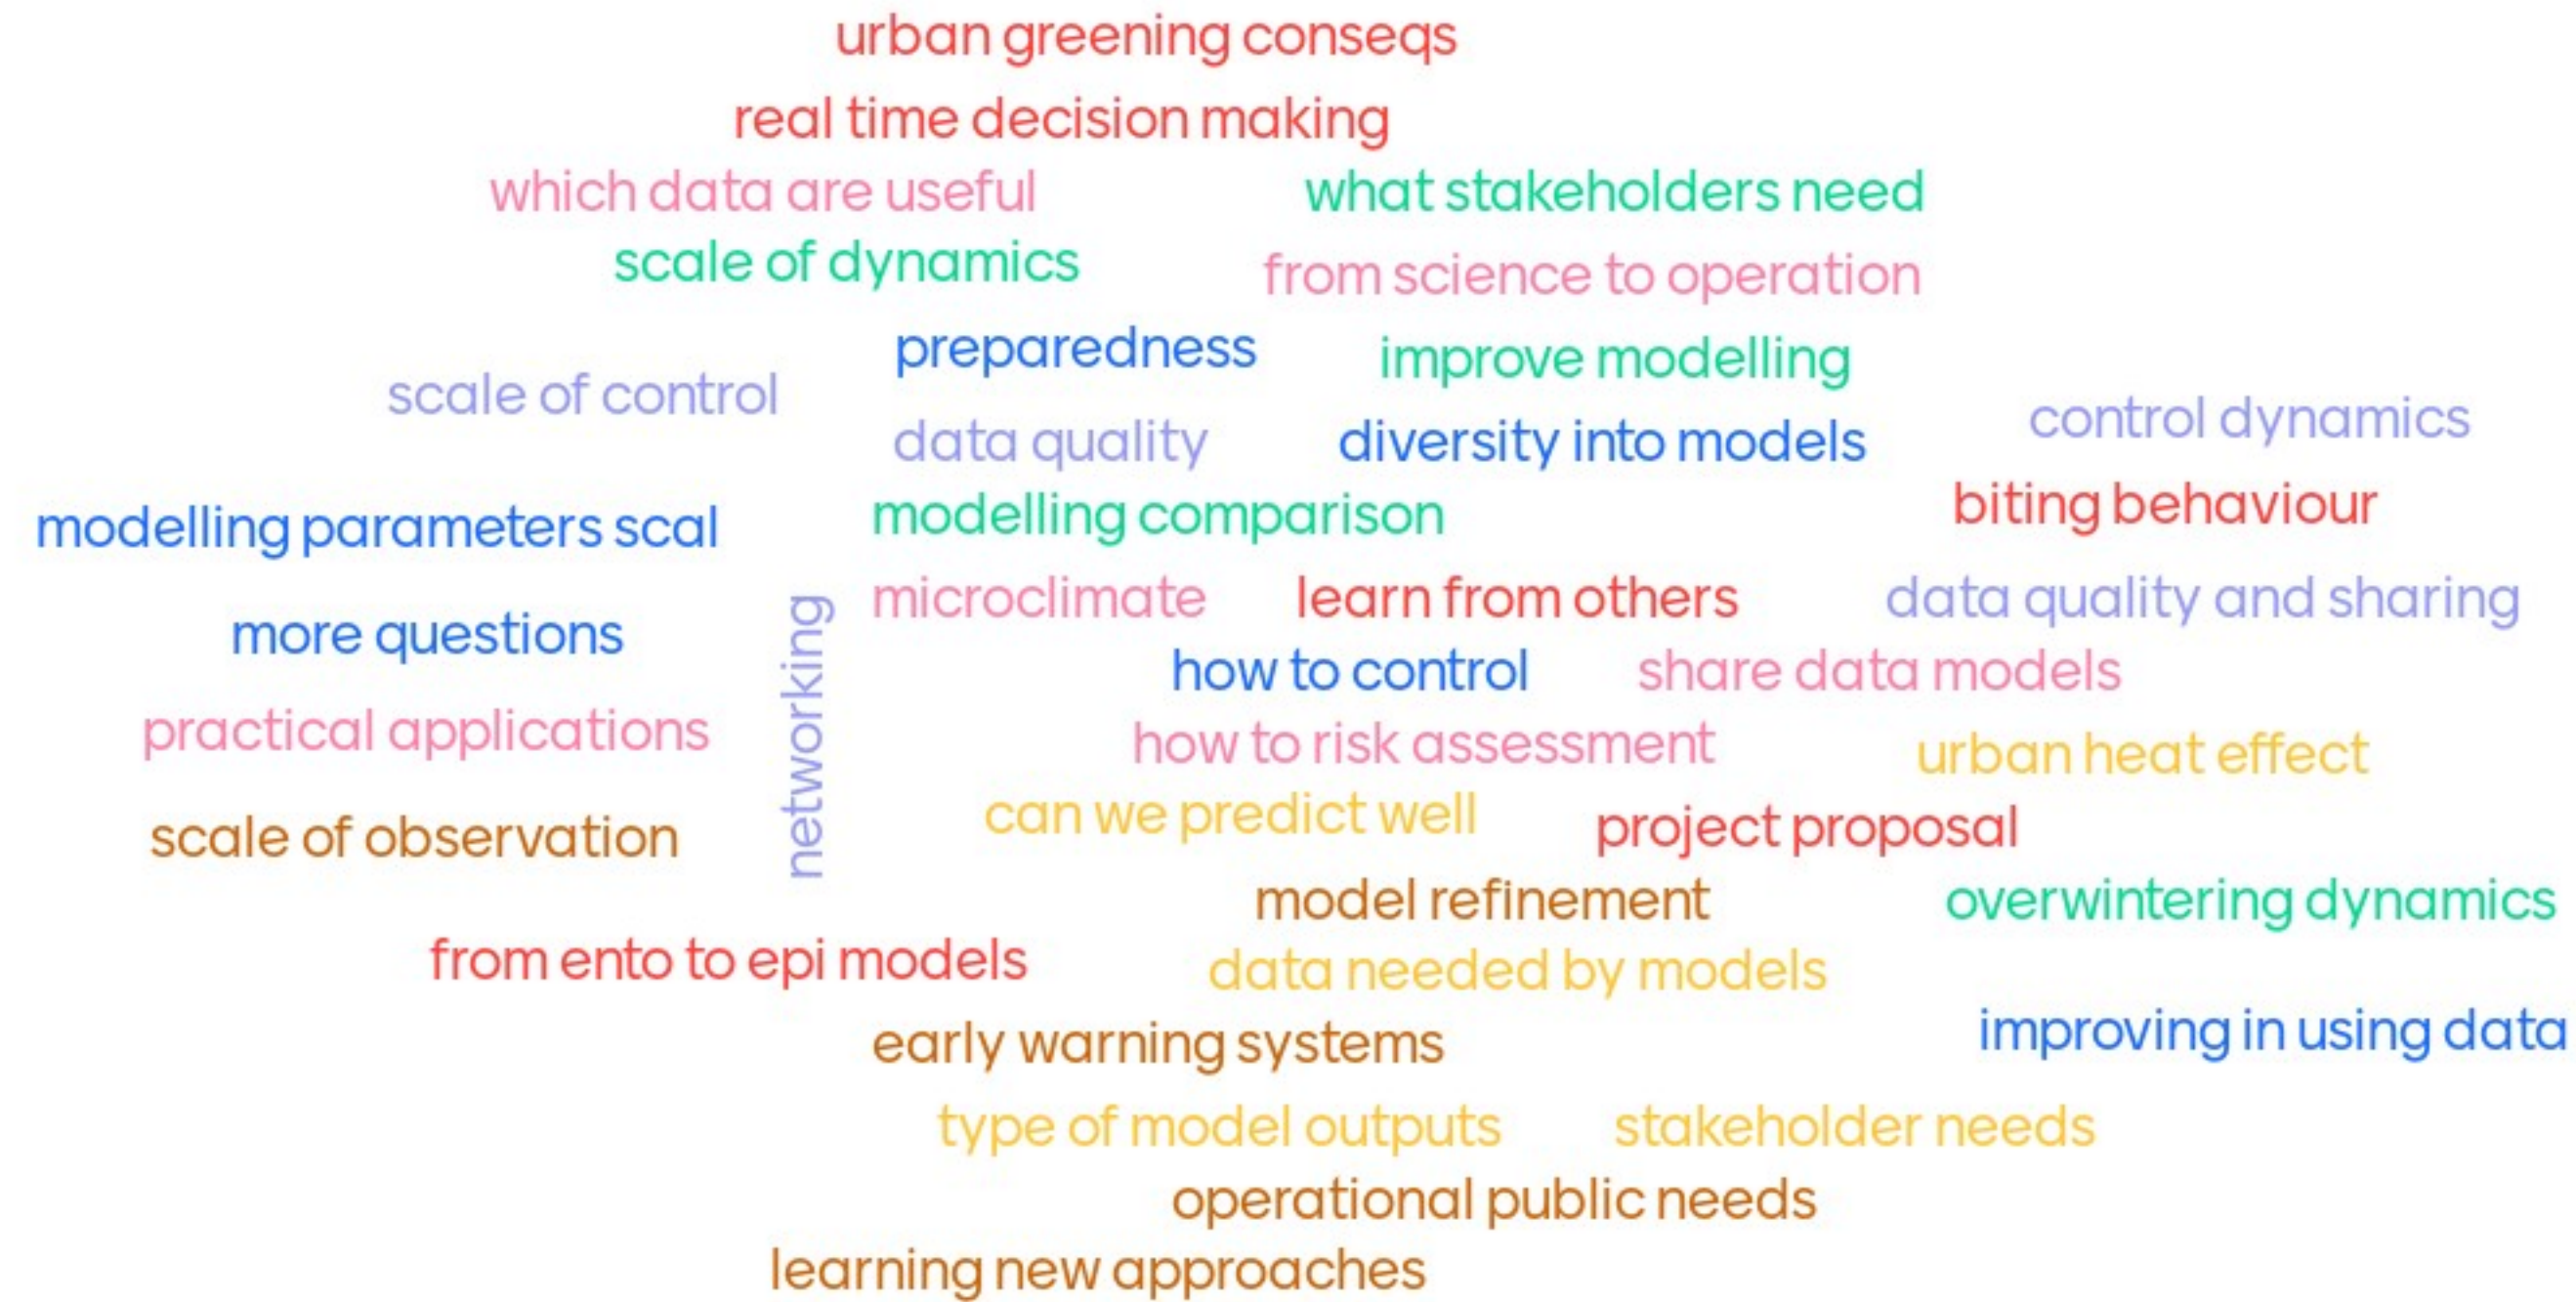 urban greening conseqs
real time decision making
which data are useful
what stakeholders need
scale of dynamics
from science to operation
preparedness
improve modelling
scale of control
control dynamics
data quality
diversity into models
biting behaviour
modelling parameters scal
modelling comparison
microclimate
learn from others
data quality and sharing
more questions
networking
how to control
share data models
practical applications
how to risk assessment
urban heat effect
can we predict well
project proposal
scale of observation
model refinement
overwintering dynamics
from ento to epi models
data needed by models
improving in using data
early warning systems
type of model outputs
stakeholder needs
operational public needs
learning new approaches